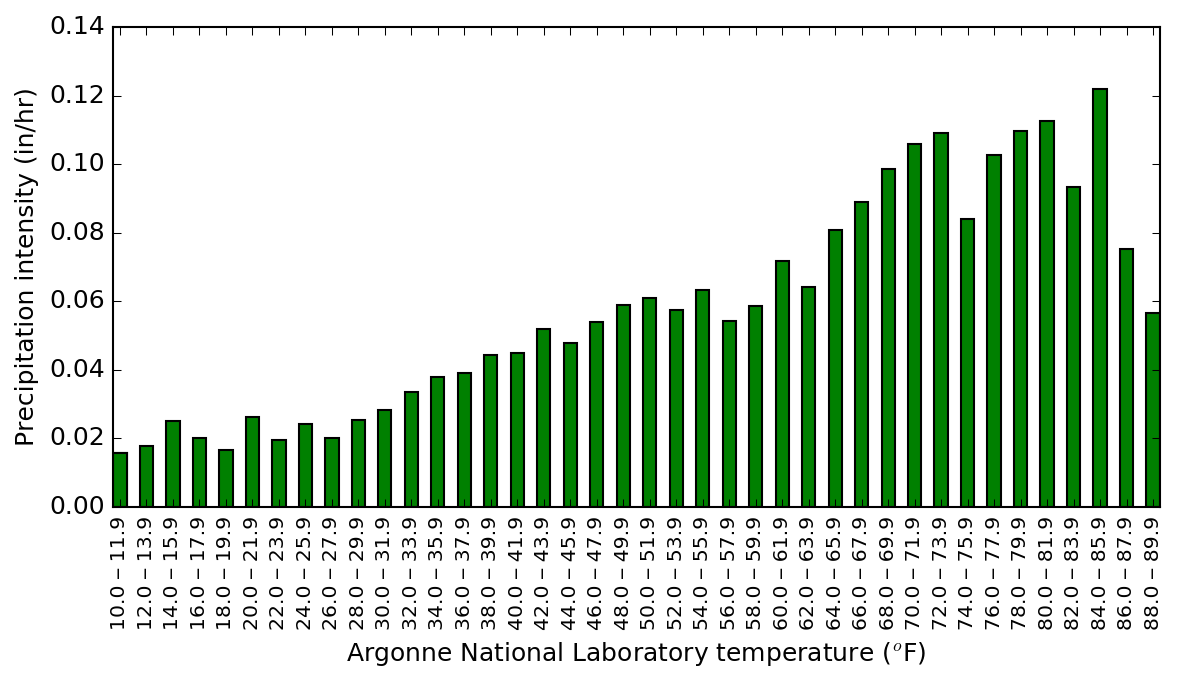 0.14
0.12
0.10
0.08
0.06
0.04
0.02
0.00
Precipitation intensity (in/hr)
10.0 − 11.9
12.0 − 13.9
14.0 − 15.9
16.0 − 17.9
18.0 − 19.9
20.0 − 21.9
22.0 − 23.9
24.0 − 25.9
26.0 − 27.9
28.0 − 29.9
30.0 − 31.9
32.0 − 33.9
34.0 − 35.9
36.0 − 37.9
38.0 − 39.9
40.0 − 41.9
42.0 − 43.9
44.0 − 45.9
46.0 − 47.9
48.0 − 49.9
50.0 − 51.9
52.0 − 53.9
54.0 − 55.9
56.0 − 57.9
58.0 − 59.9
60.0 − 61.9
62.0 − 63.9
64.0 − 65.9
66.0 − 67.9
68.0 − 69.9
70.0 − 71.9
72.0 − 73.9
74.0 − 75.9
76.0 − 77.9
78.0 − 79.9
80.0 − 81.9
82.0 − 83.9
84.0 − 85.9
86.0 − 87.9
88.0 − 89.9
Argonne National Laboratory temperature (°F)